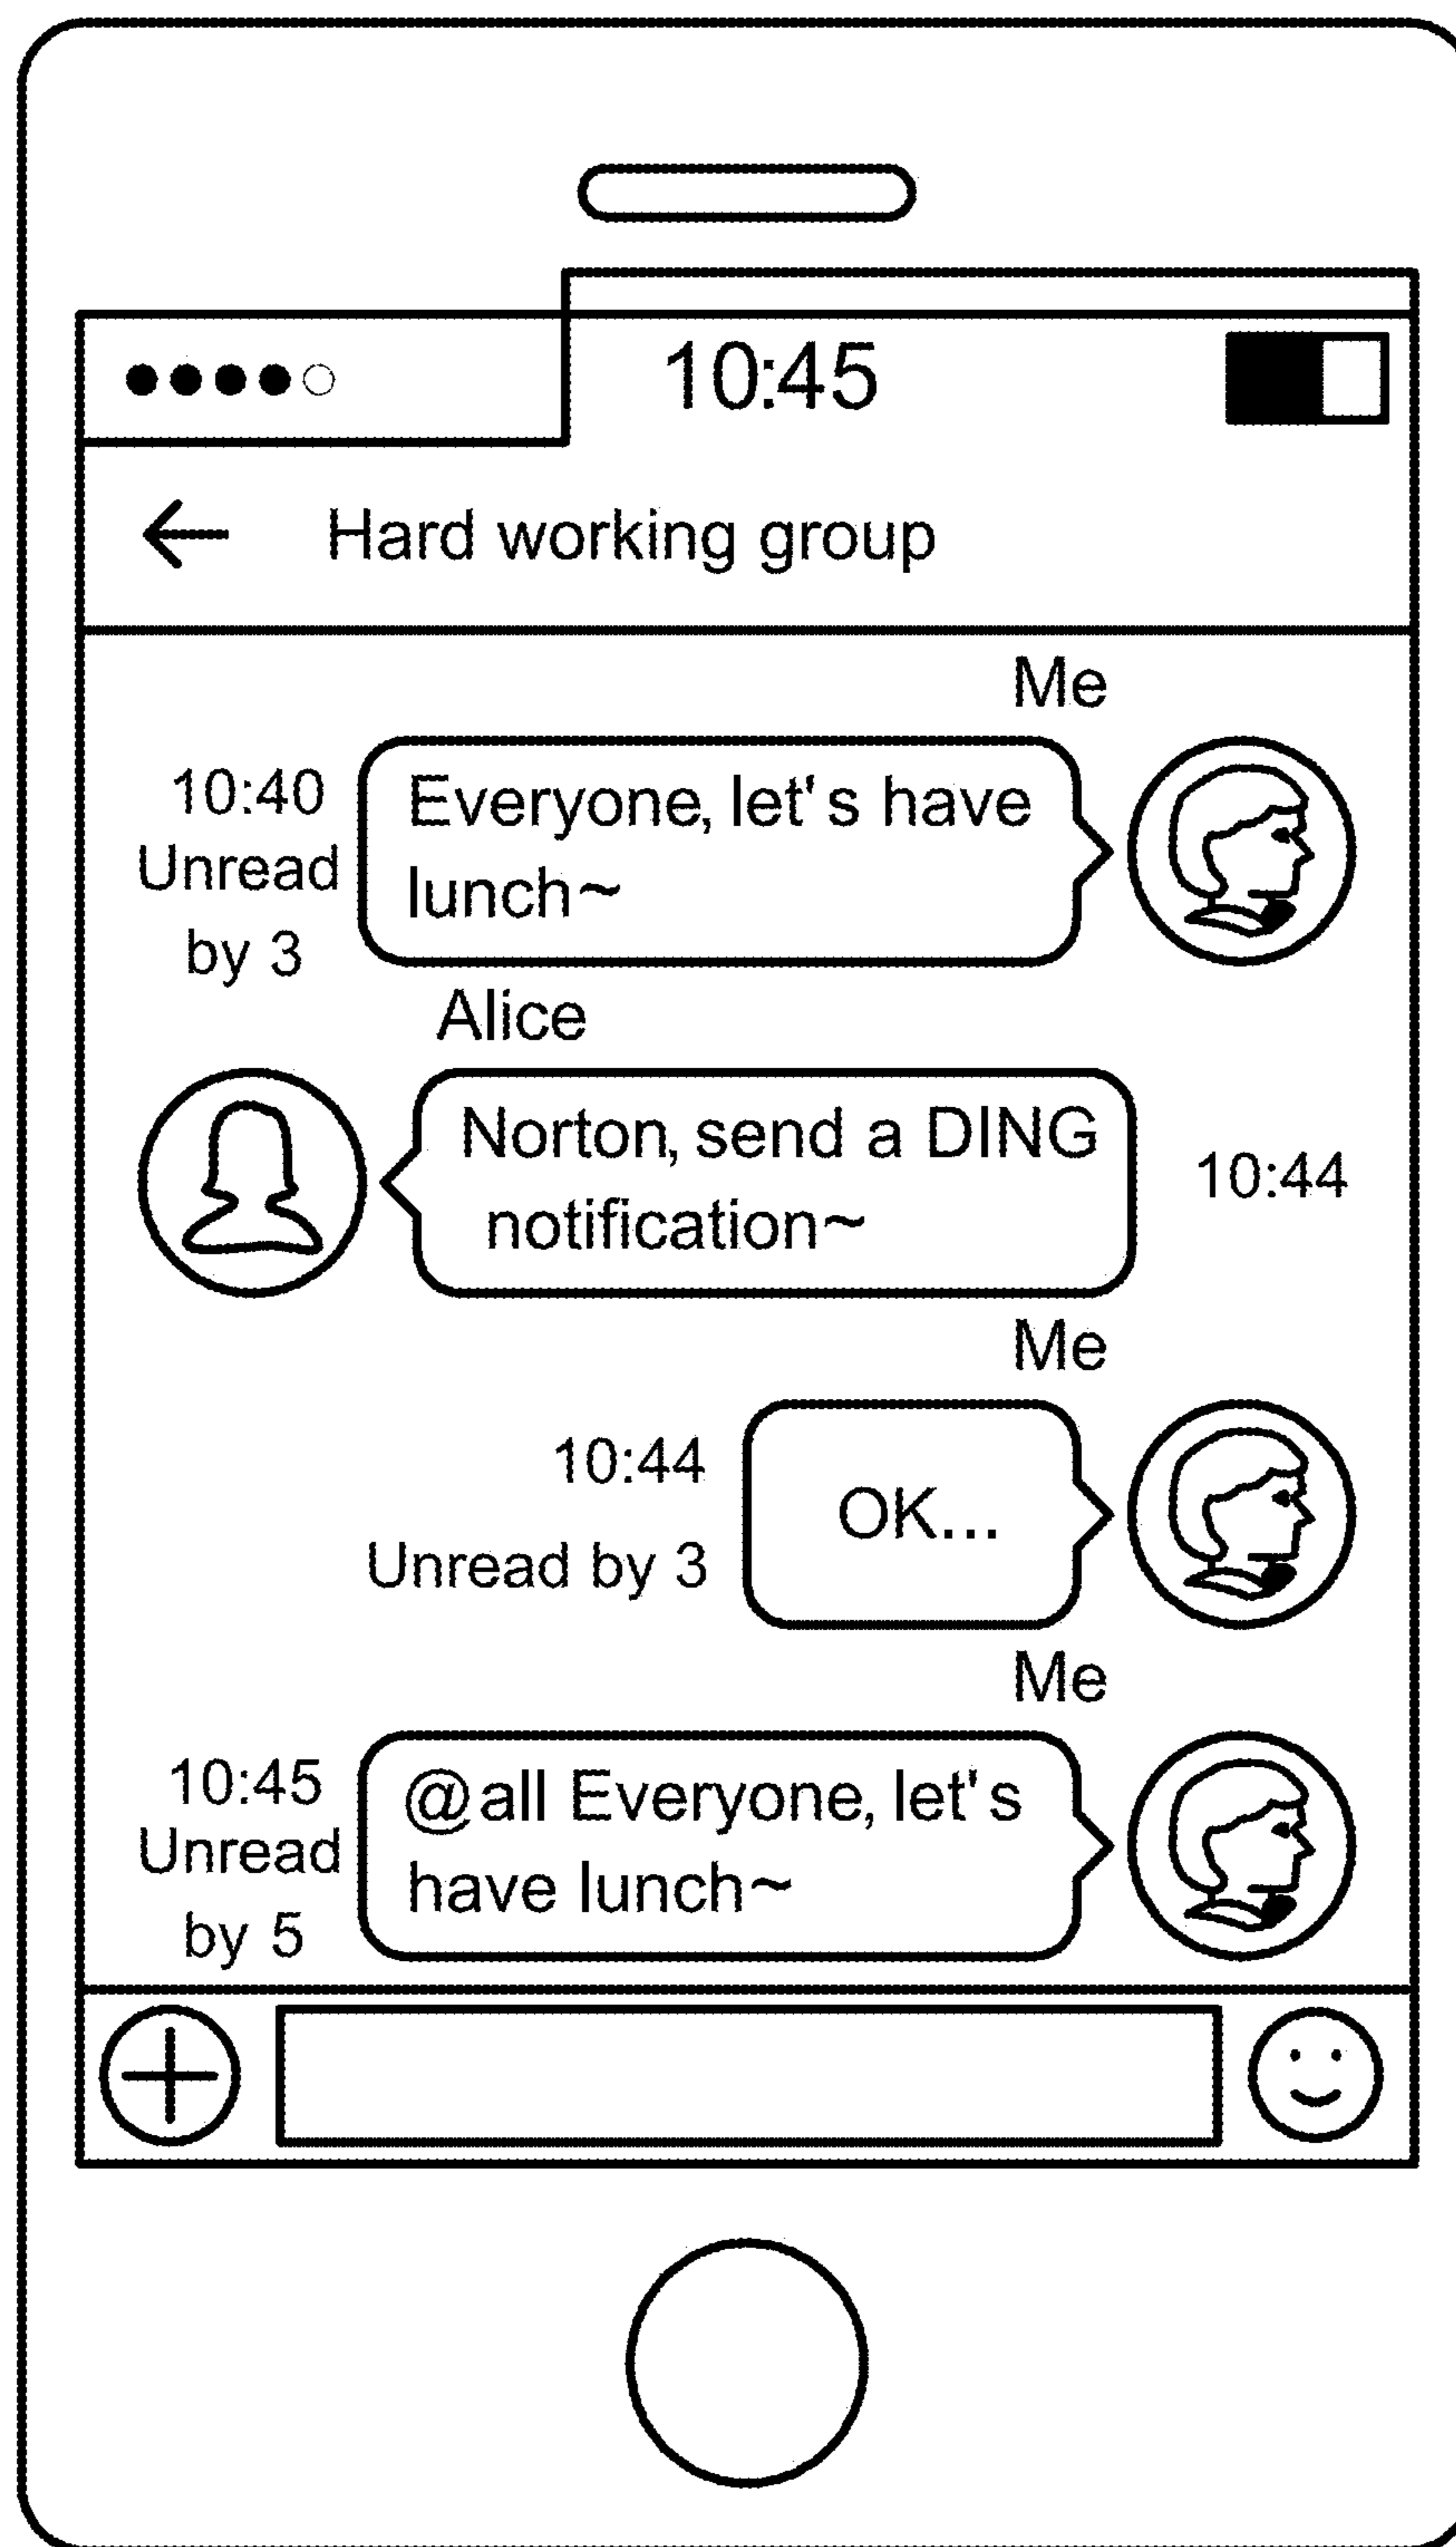 10:45
Hard working group
Me
10:40
Unread
by 3
Everyone, let's have
lunch~
Alice
Norton, send a DING
notification~
10:44
Me
10:44
Unread by 3
OK...
Me
10:45
Unread
by 5
@all Everyone, let's
have lunch~